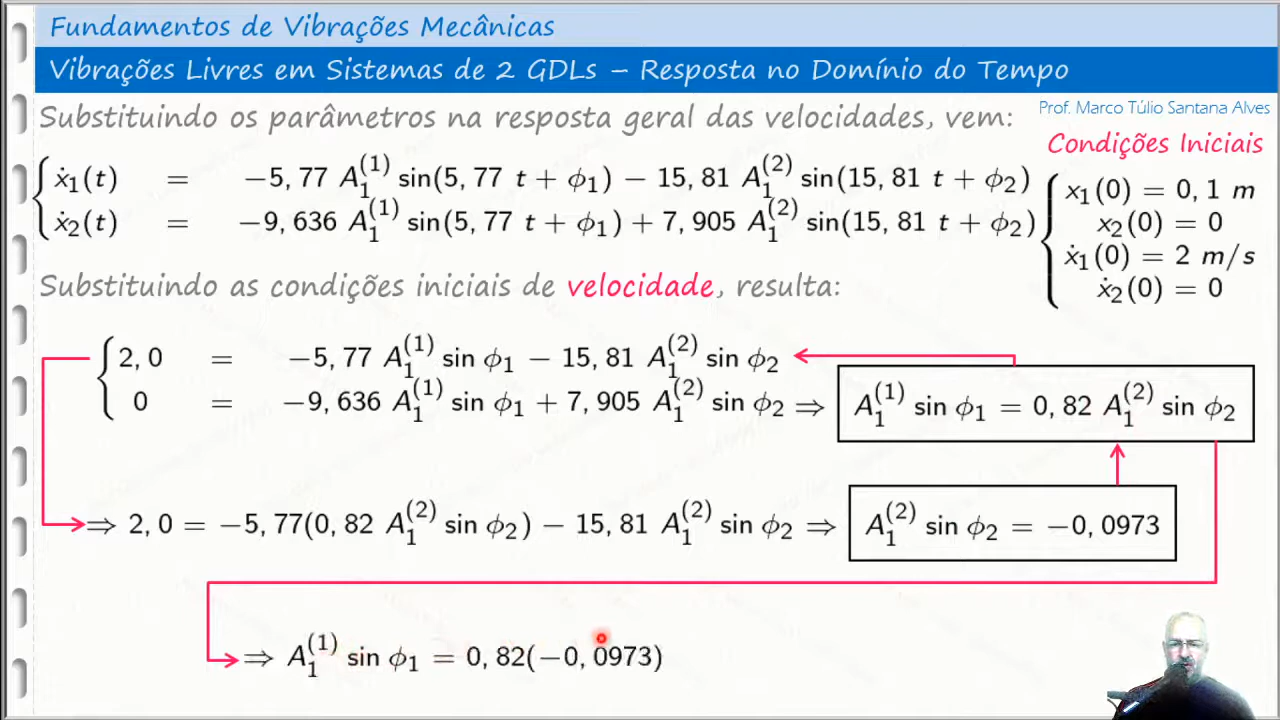 Fundamentos de Vibrações Mecânicas
Vibrações Livres em Sistemas de 2 GDLs – Resposta no Domínio do Tempo
Prof. Marco Túlio Santana Alves
Substituindo os parâmetros na resposta geral das velocidades, vem:
ẋ₁(t) = −5, 77 A₁⁽¹⁾ sin(5, 77 t + ϕ₁) − 15, 81 A₁⁽²⁾ sin(15, 81 t + ϕ₂)
ẋ₂(t) = −9, 636 A₁⁽¹⁾ sin(5, 77 t + ϕ₁) + 7, 905 A₁⁽²⁾ sin(15, 81 t + ϕ₂)
Condições Iniciais
x₁(0) = 0, 1 m
x₂(0) = 0
ẋ₁(0) = 2 m/s
ẋ₂(0) = 0
Substituindo as condições iniciais de velocidade, resulta:
2, 0 = −5, 77 A₁⁽¹⁾ sin ϕ₁ − 15, 81 A₁⁽²⁾ sin ϕ₂
0 = −9, 636 A₁⁽¹⁾ sin ϕ₁ + 7, 905 A₁⁽²⁾ sin ϕ₂ ⇒ A₁⁽¹⁾ sin ϕ₁ = 0, 82 A₁⁽²⁾ sin ϕ₂
⇒ 2, 0 = −5, 77(0, 82 A₁⁽²⁾ sin ϕ₂) − 15, 81 A₁⁽²⁾ sin ϕ₂ ⇒ A₁⁽²⁾ sin ϕ₂ = −0, 0973
⇒ A₁⁽¹⁾ sin ϕ₁ = 0, 82(−0, 0973)